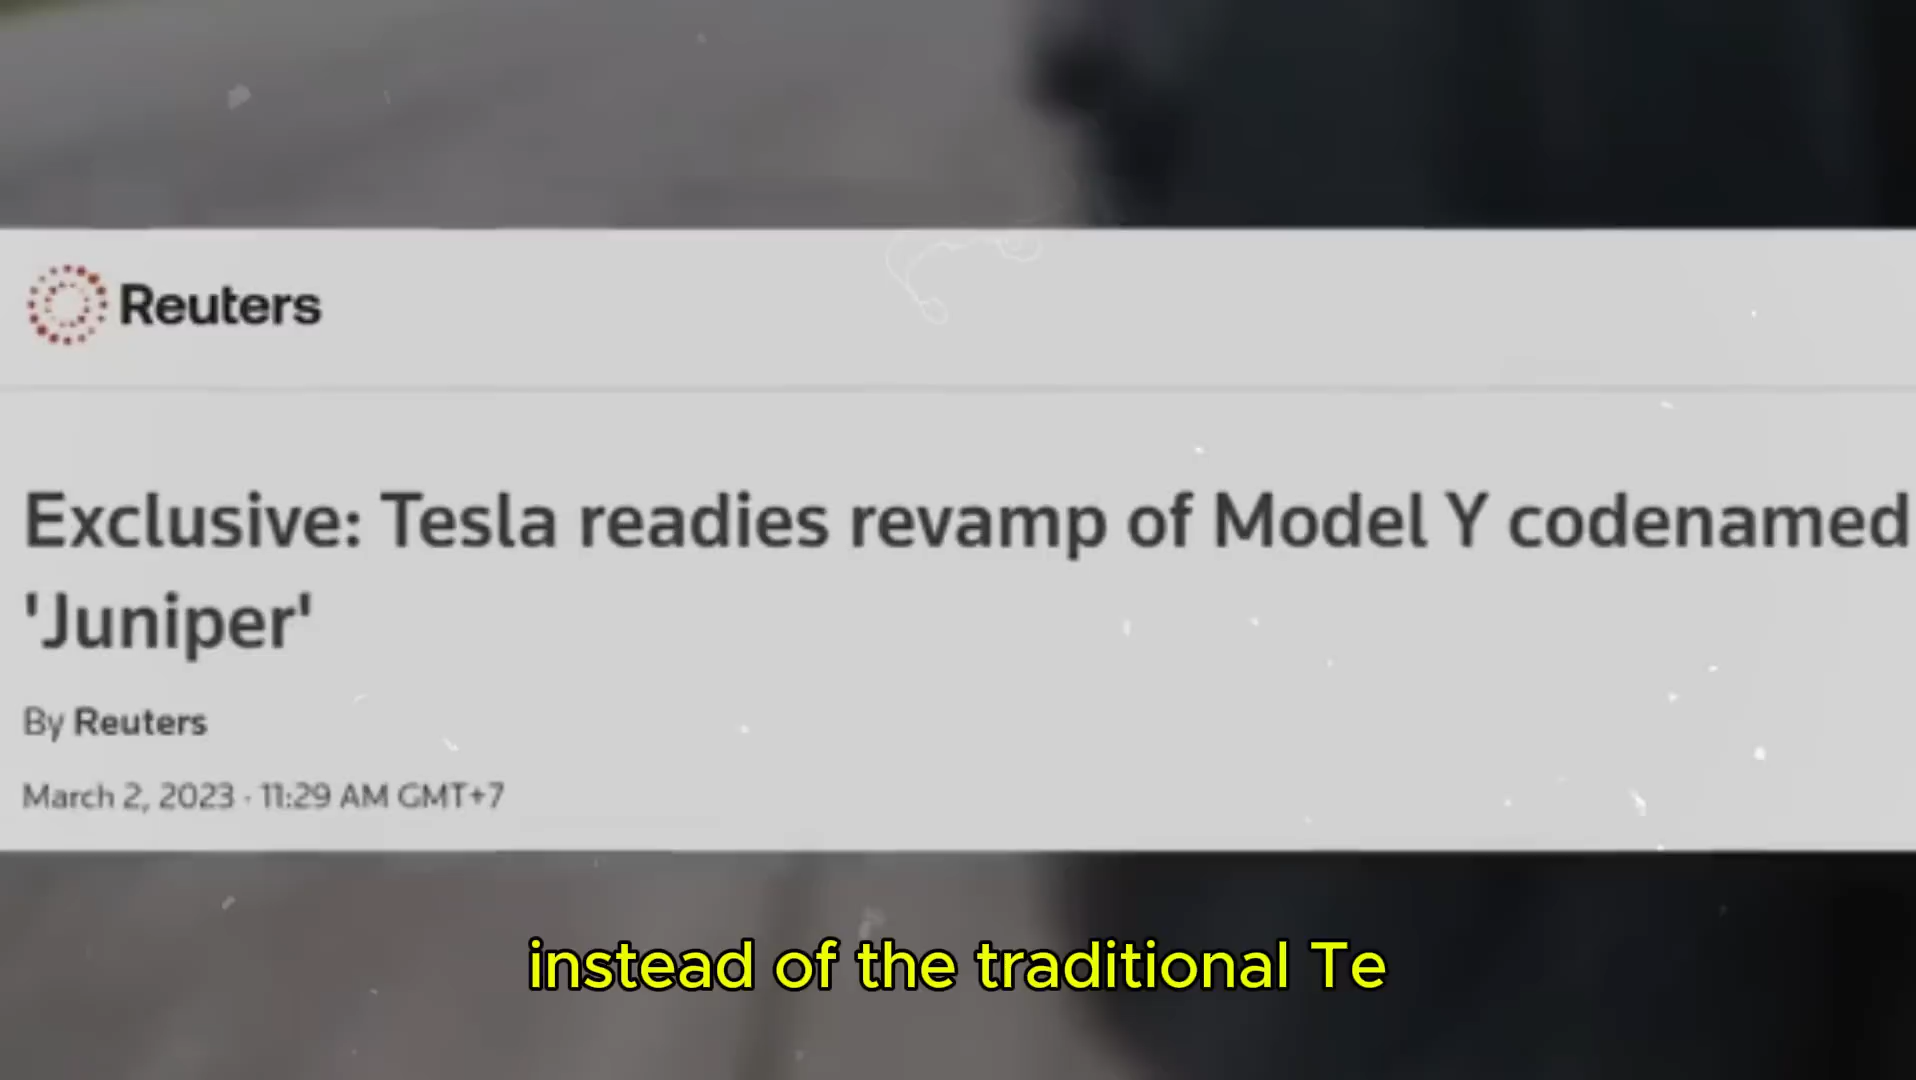 Reuters
Exclusive: Tesla readies revamp of Model Y codenamed
'Juniper'
By Reuters
March 2, 2023 · 11:29 AM GMT+7
instead of the traditional Te